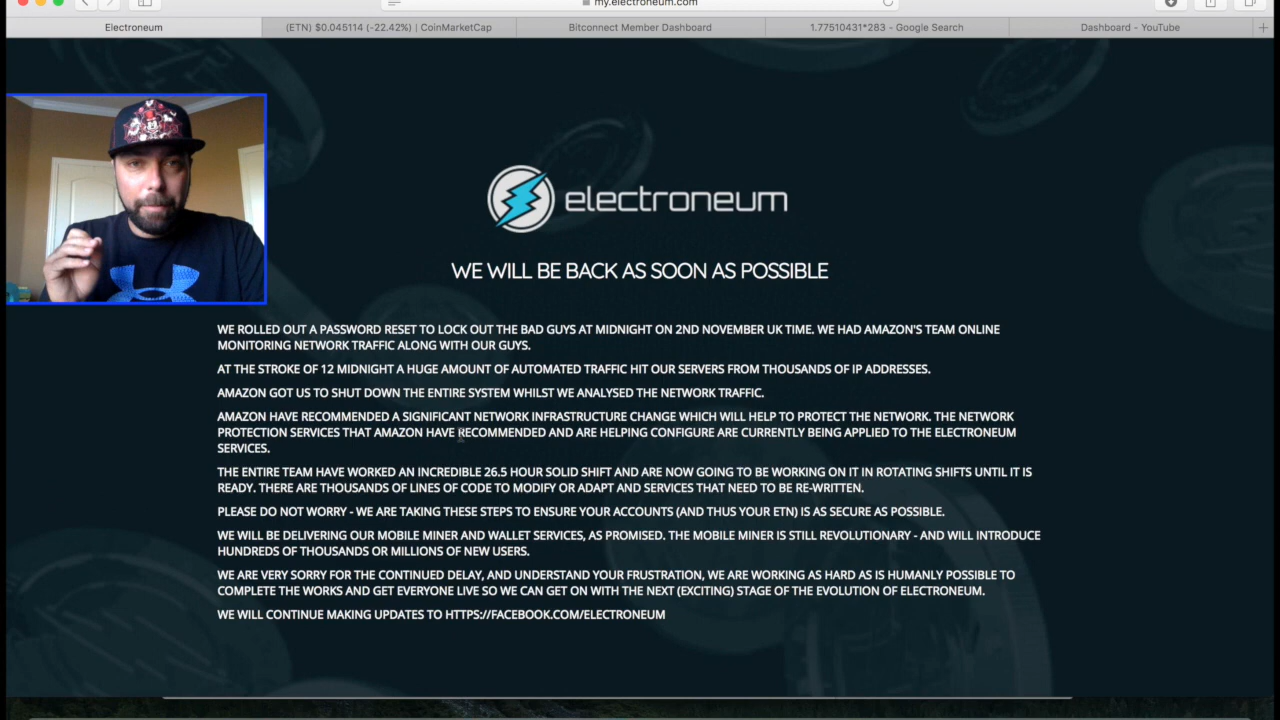 my.electroneum.com
Electroneum
(ETN) $0.045114 (-22.42%) | CoinMarketCap
Bitconnect Member Dashboard
1.77510431*283 - Google Search
Dashboard - YouTube
electroneum
WE WILL BE BACK AS SOON AS POSSIBLE
WE ROLLED OUT A PASSWORD RESET TO LOCK OUT THE BAD GUYS AT MIDNIGHT ON 2ND NOVEMBER UK TIME. WE HAD AMAZON'S TEAM ONLINE
MONITORING NETWORK TRAFFIC ALONG WITH OUR GUYS.
AT THE STROKE OF 12 MIDNIGHT A HUGE AMOUNT OF AUTOMATED TRAFFIC HIT OUR SERVERS FROM THOUSANDS OF IP ADDRESSES.
AMAZON GOT US TO SHUT DOWN THE ENTIRE SYSTEM WHILST WE ANALYSED THE NETWORK TRAFFIC.
AMAZON HAVE RECOMMENDED A SIGNIFICANT NETWORK INFRASTRUCTURE CHANGE WHICH WILL HELP TO PROTECT THE NETWORK. THE NETWORK
PROTECTION SERVICES THAT AMAZON HAVE RECOMMENDED AND ARE HELPING CONFIGURE ARE CURRENTLY BEING APPLIED TO THE ELECTRONEUM
SERVICES.
THE ENTIRE TEAM HAVE WORKED AN INCREDIBLE 26.5 HOUR SOLID SHIFT AND ARE NOW GOING TO BE WORKING ON IT IN ROTATING SHIFTS UNTIL IT IS
READY. THERE ARE THOUSANDS OF LINES OF CODE TO MODIFY OR ADAPT AND SERVICES THAT NEED TO BE RE-WRITTEN.
PLEASE DO NOT WORRY - WE ARE TAKING THESE STEPS TO ENSURE YOUR ACCOUNTS (AND THUS YOUR ETN) IS AS SECURE AS POSSIBLE.
WE WILL BE DELIVERING OUR MOBILE MINER AND WALLET SERVICES, AS PROMISED. THE MOBILE MINER IS STILL REVOLUTIONARY - AND WILL INTRODUCE
HUNDREDS OF THOUSANDS OR MILLIONS OF NEW USERS.
WE ARE VERY SORRY FOR THE CONTINUED DELAY, AND UNDERSTAND YOUR FRUSTRATION, WE ARE WORKING AS HARD AS IS HUMANLY POSSIBLE TO
COMPLETE THE WORKS AND GET EVERYONE LIVE SO WE CAN GET ON WITH THE NEXT (EXCITING) STAGE OF THE EVOLUTION OF ELECTRONEUM.
WE WILL CONTINUE MAKING UPDATES TO HTTPS://FACEBOOK.COM/ELECTRONEUM